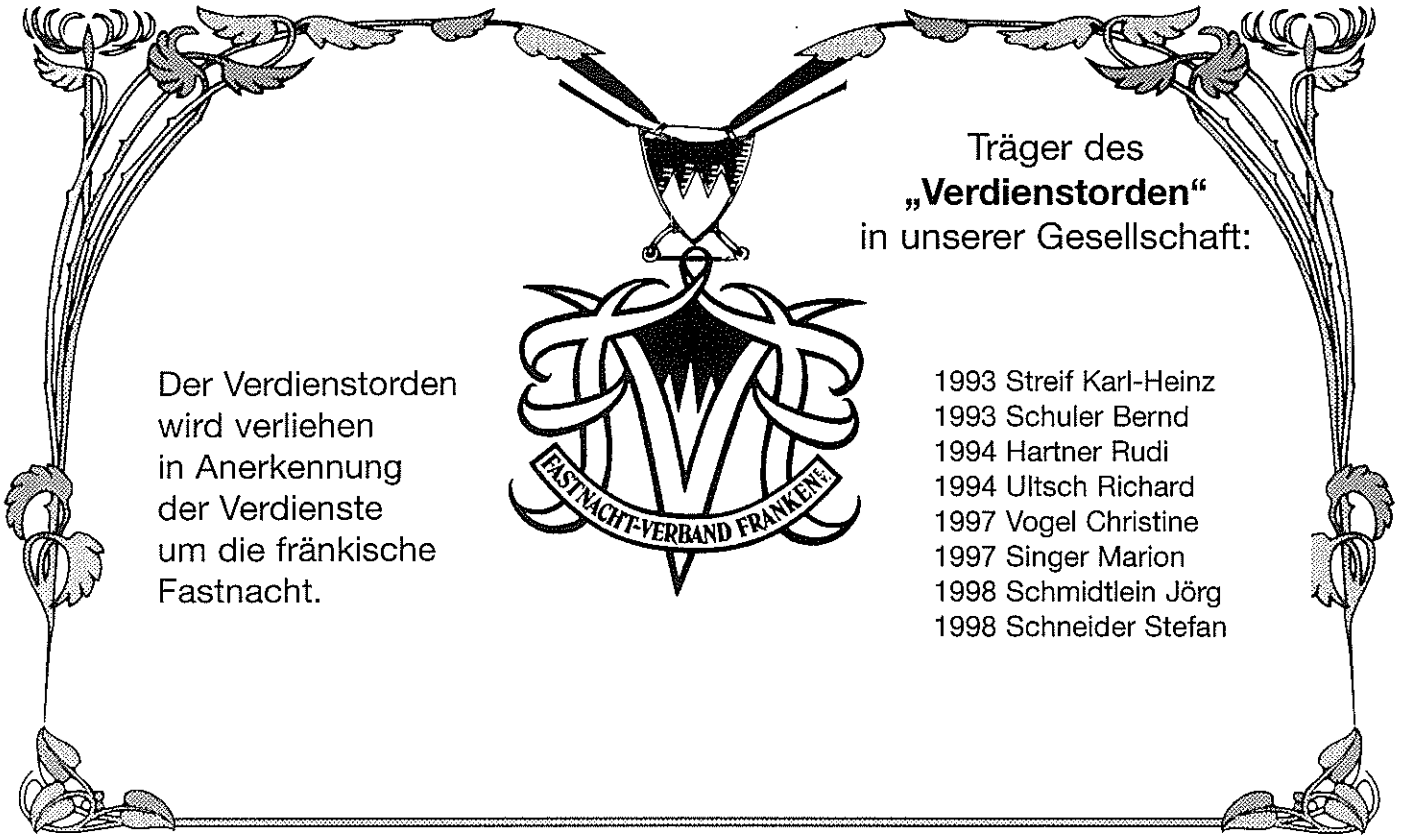 Träger des
„Verdienstorden“
in unserer Gesellschaft:
Der Verdienstorden
wird verliehen
in Anerkennung
der Verdienste
um die fränkische
Fastnacht.
FASTNACHT-VERBAND FRANKEN E.V.
1993 Streif Karl-Heinz
1993 Schuler Bernd
1994 Hartner Rudi
1994 Ultsch Richard
1997 Vogel Christine
1997 Singer Marion
1998 Schmidtlein Jörg
1998 Schneider Stefan